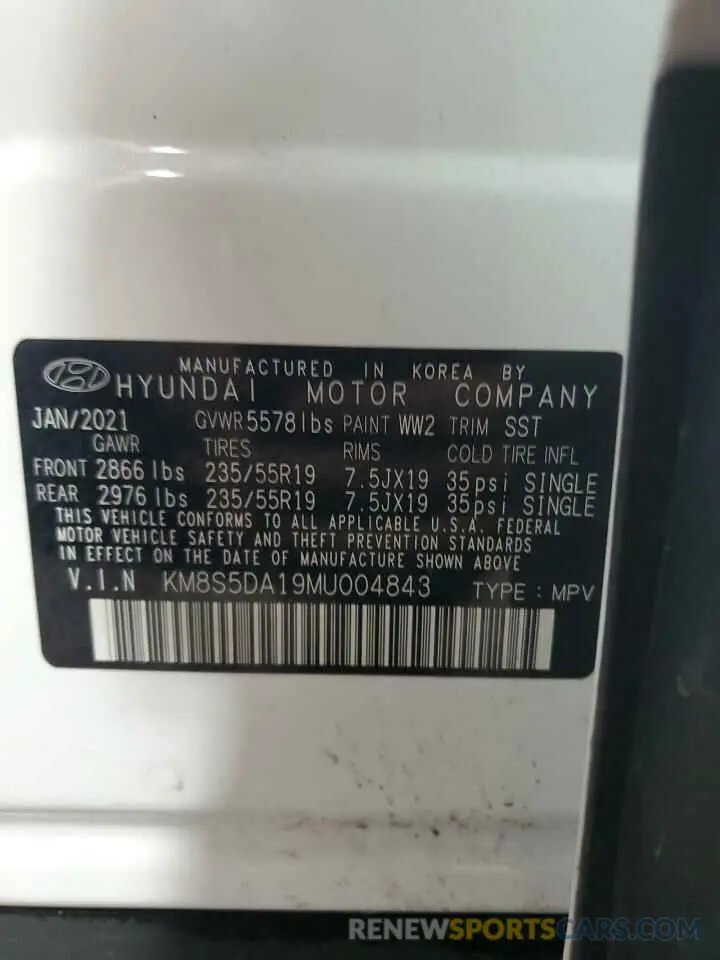 MANUFACTURED IN KOREA BY
HYUNDAI MOTOR COMPANY
JAN/2021 GVWR 5578 lbs PAINT WW2 TRIM SST
GAWR TIRES RIMS COLD TIRE INFL
FRONT 2866 lbs 235/55R19 7.5JX19 35psi SINGLE
REAR 2976 lbs 235/55R19 7.5JX19 35psi SINGLE
THIS VEHICLE CONFORMS TO ALL APPLICABLE U.S.A. FEDERAL
MOTOR VEHICLE SAFETY AND THEFT PREVENTION STANDARDS
IN EFFECT ON THE DATE OF MANUFACTURE SHOWN ABOVE
V.I.N KM8S5DA19MU004843 TYPE : MPV
RENEWSPORTSCARS.COM